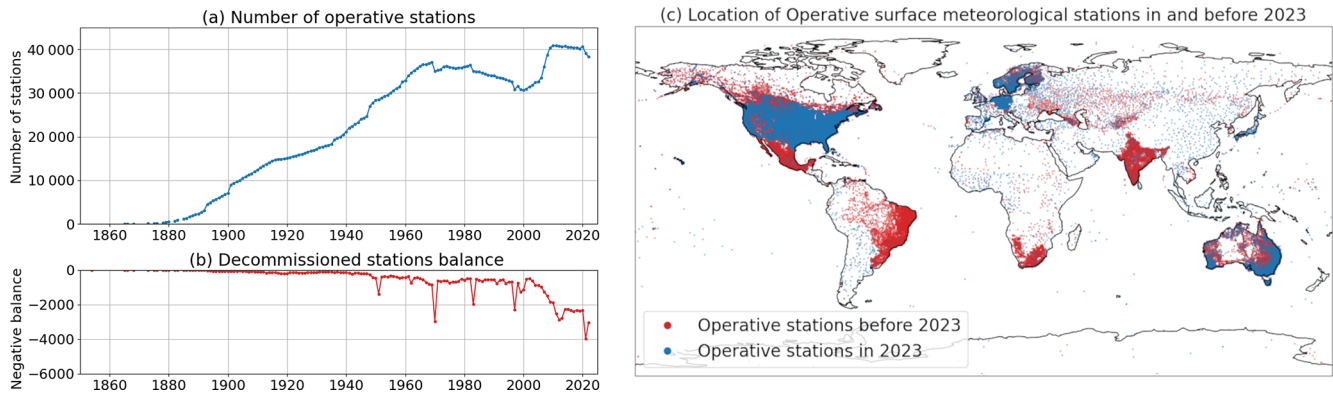 (a) Number of operative stations
Number of stations
40 000
30 000
20 000
10 000
0
1860 1880 1900 1920 1940 1960 1980 2000 2020
(b) Decommissioned stations balance
Negative balance
0
−2000
−4000
−6000
1860 1880 1900 1920 1940 1960 1980 2000 2020
(c) Location of Operative surface meteorological stations in and before 2023
Operative stations before 2023
Operative stations in 2023